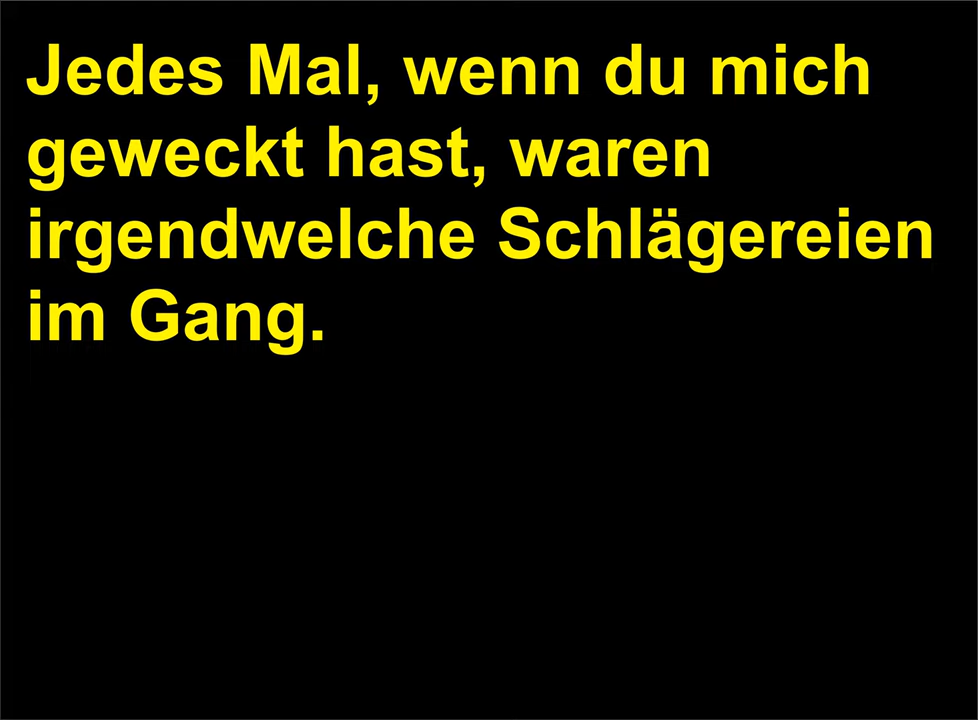 Jedes Mal, wenn du mich
geweckt hast, waren
irgendwelche Schlägereien
im Gang.